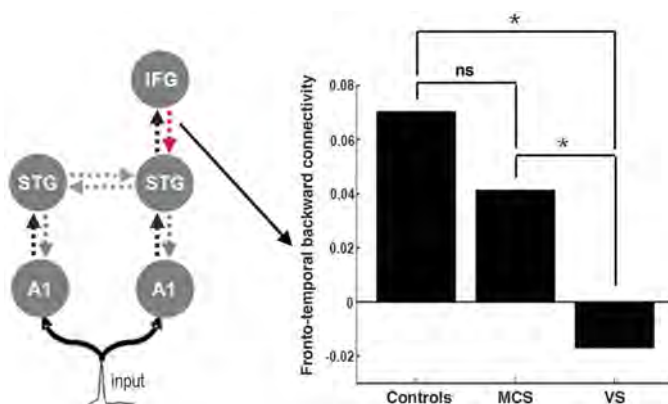 IFG
STG
STG
A1
A1
input
Fronto-temporal backward connectivity
0.08
0.06
0.04
0.02
0
-0.02
*
ns
*
Controls
MCS
VS